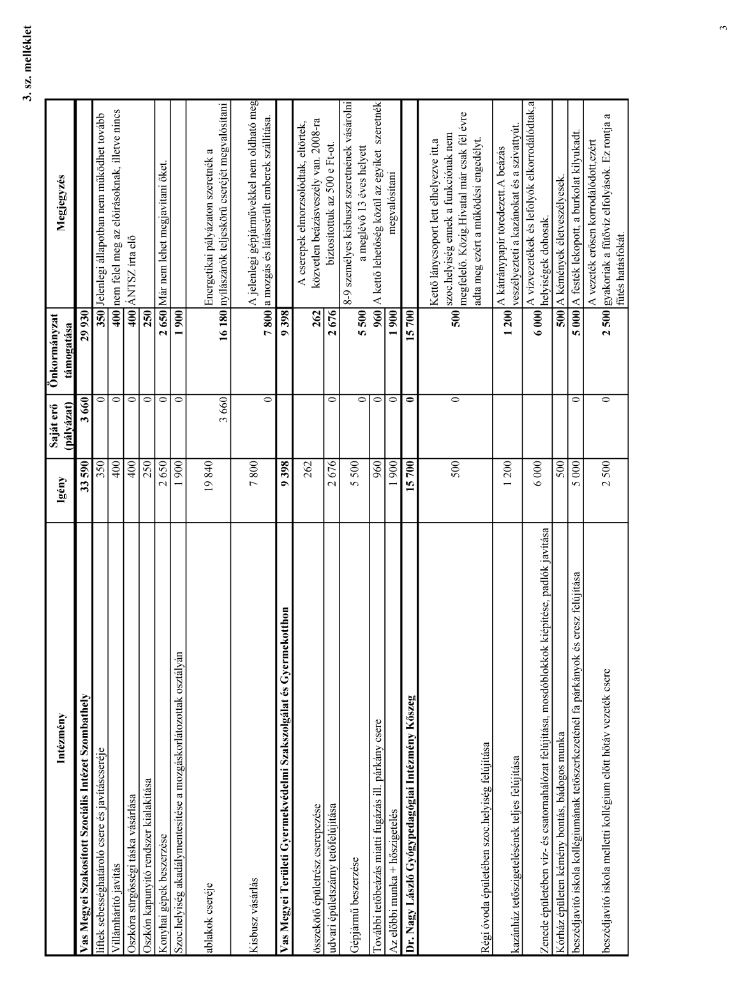 3. sz. melléklet
Intézmény Igény Saját erő (pályázat) Önkormányzat támogatása Megjegyzés
Vas Megyei Szakosított Szociális Intézet Szombathely 33 590 3 660 29 930
liftek sebességhatároló csere és javításcseréje 350 0 350 Jelenlegi állapotban nem működhet tovább
Villámhárító javítás 400 0 400 nem felel meg az előírásoknak, illetve nincs
Oszkóra sürgősségi táska vásárlása 400 0 400 ÁNTSZ írta elő
Oszkón kapunyitó rendszer kialakítása 250 0 250
Konyhai gépek beszerzése 2 650 0 2 650 Már nem lehet megjavítani őket.
Szoc.helyiség akadálymentesítése a mozgáskorlátozottak osztályán 1 900 0 1 900
ablakok cseréje 19 840 3 660 16 180 Energetikai pályázaton szeretnék a
nyílászárók teljeskörű cseréjét megvalósítani
Kisbusz vásárlás 7 800 0 7 800 A jelenlegi gépjárművekkel nem oldható meg
a mozgás és látássérült emberek szállítása.
Vas Megyei Területi Gyermekvédelmi Szakszolgálat és Gyermekotthon 9 398 9 398
összekötő épületrész cserepezése 262 262 A cserepek elmorzsolódtak, eltörtek,
közvetlen beázásveszély van. 2008-ra
udvari épületszárny tetőfelújítása 2 676 0 2 676 biztosítottuk az 500 e Ft-ot.
Gépjármű beszerzése 5 500 0 5 500 8-9 személyes kisbuszt szeretnének vásárolni
a meglévő 13 éves helyett
További tetőbeázás miatti fugázás ill. párkány csere 960 0 960 A kettő lehetőség közül az egyiket szeretnék
Az előbbi munka + hőszigetelés 1 900 0 1 900 megvalósítani
Dr. Nagy László Gyógypedagógiai Intézmény Kőszeg 15 700 0 15 700
Régi óvoda épületében szoc.helyiség felújítása 500 0 500 Kettő lánycsoport lett elhelyezve itt,a
szoc.helyiség ennek a funkciónak nem
megfelelő. Közig.Hivatal már csak fél évre
adta meg ezért a működési engedélyt.
kazánház tetőszigetelésének teljes felújítása 1 200 1 200 A kátránypapír töredezett.A beázás
veszélyezteti a kazánokat és a szivattyút.
Zenede épületében víz- és csatornahálózat felújítása, mosdóblokkok kiépítése, padlók javítása 6 000 6 000 A vízvezetékek és lefolyók elkorrodálódtak,a
helyiségek dohosak.
Kórház épületen kémény bontás, bádogos munka 500 500 A kémények életveszélyesek.
beszédjavító iskola kollégiumának tetőszerkezeténél fa párkányok és eresz felújítása 5 000 0 5 000 A festék lekopott, a burkolat kilyukadt.
beszédjavító iskola melletti kollégium előtt hőtáv vezeték csere 2 500 0 2 500 A vezeték erősen korrodálódott,ezért
gyakoriak a fűtővíz elfolyások. Ez rontja a
fűtés hatásfokát.
3